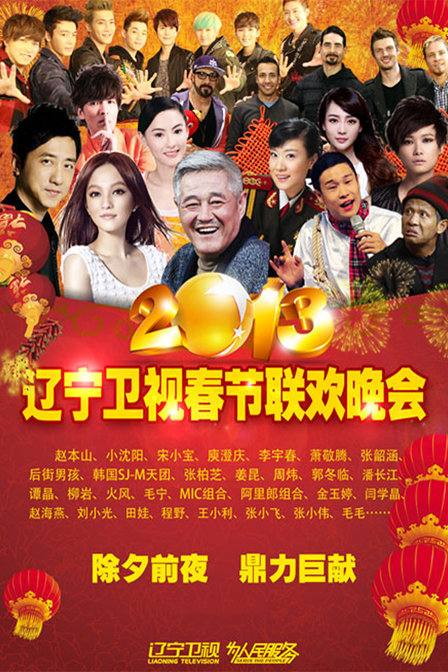 2013
辽宁卫视春节联欢晚会
赵本山、小沈阳、宋小宝、庾澄庆、李宇春、萧敬腾、张韶涵、
后街男孩、韩国SJ-M天团、张柏芝、姜昆、周炜、郭冬临、潘长江、
谭晶、柳岩、火风、毛宁、MIC组合、阿里郎组合、金玉婷、闫学晶、
赵海燕、刘小光、田娃、程野、王小利、张小飞、张小伟、毛毛……
除夕前夜 鼎力巨献
辽宁卫视 为人民服务
LIAONING TELEVISION SERVE THE PEOPLE